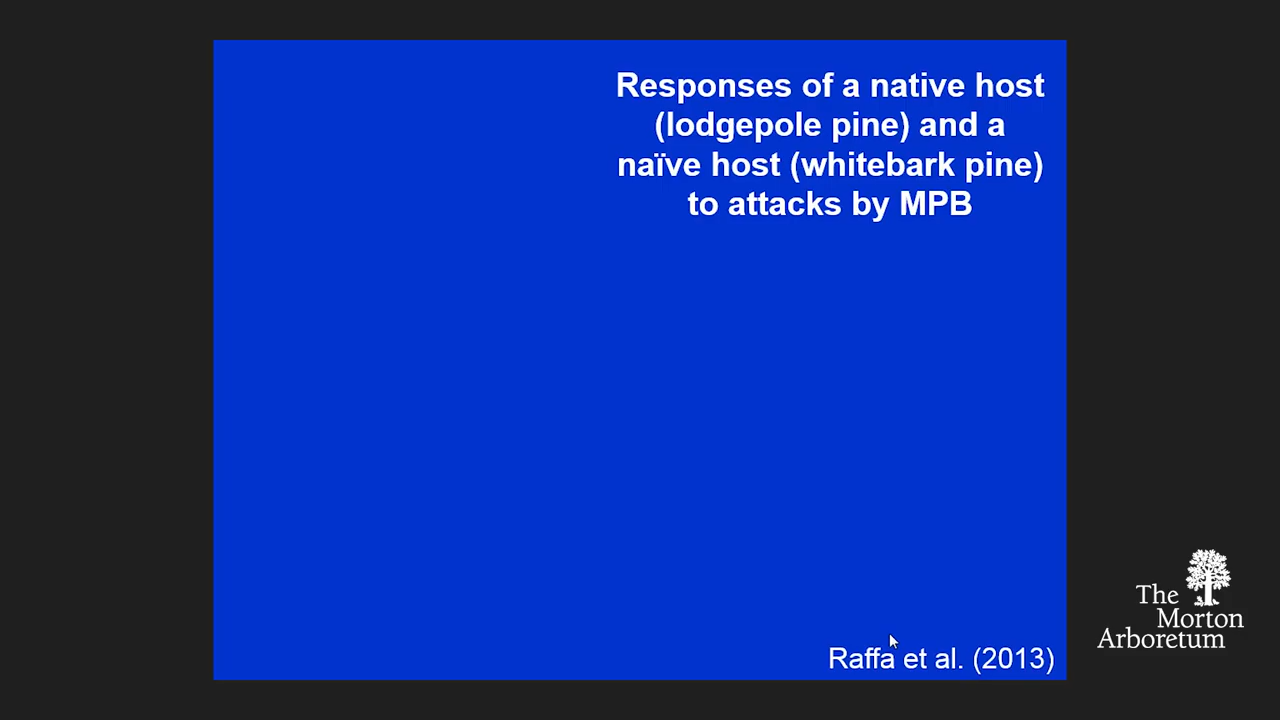 Responses of a native host
(lodgepole pine) and a
naïve host (whitebark pine)
to attacks by MPB
The
Morton
Arboretum
Raffa et al. (2013)